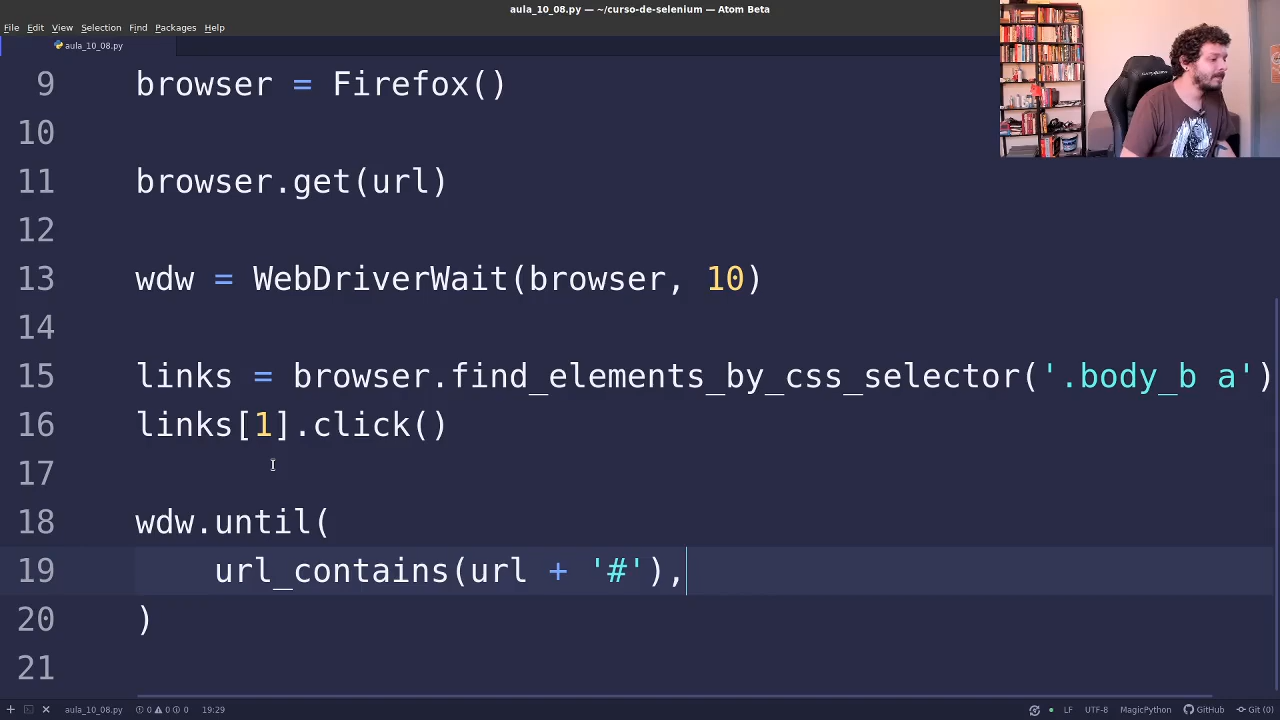 aula_10_08.py — ~/curso-de-selenium — Atom Beta
File Edit View Selection Find Packages Help
aula_10_08.py
9 browser = Firefox()
10
11 browser.get(url)
12
13 wdw = WebDriverWait(browser, 10)
14
15 links = browser.find_elements_by_css_selector('.body_b a')
16 links[1].click()
17
18 wdw.until(
19 url_contains(url + '#'),
20 )
21
aula_10_08.py 0 0 0 19:29 LF UTF-8 MagicPython GitHub Git (0)